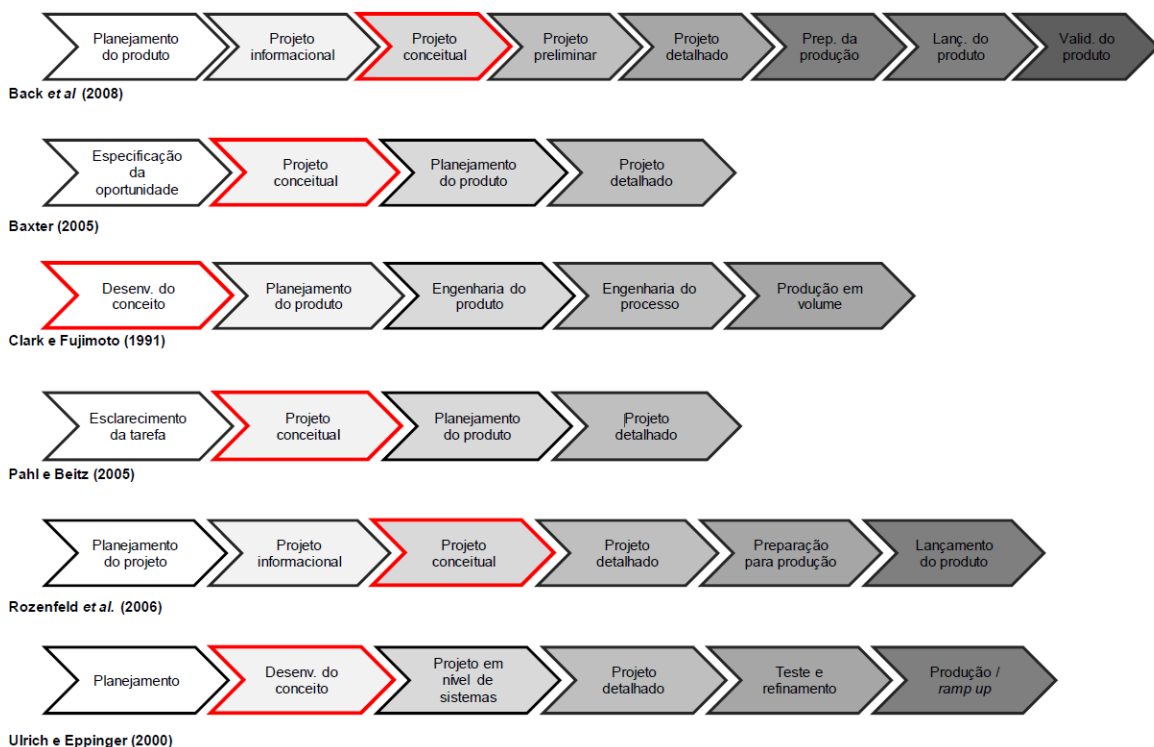 Planejamento do produto
Projeto informacional
Projeto conceitual
Projeto preliminar
Projeto detalhado
Prep. da produção
Lanç. do produto
Valid. do produto
Back et al (2008)
Especificação da oportunidade
Projeto conceitual
Planejamento do produto
Projeto detalhado
Baxter (2005)
Desenv. do conceito
Planejamento do produto
Engenharia do produto
Engenharia do processo
Produção em volume
Clark e Fujimoto (1991)
Esclarecimento da tarefa
Projeto conceitual
Planejamento do produto
Projeto detalhado
Pahl e Beitz (2005)
Planejamento do projeto
Projeto informacional
Projeto conceitual
Projeto detalhado
Preparação para produção
Lançamento do produto
Rozenfeld et al. (2006)
Planejamento
Desenv. do conceito
Projeto em nível de sistemas
Projeto detalhado
Teste e refinamento
Produção / ramp up
Ulrich e Eppinger (2000)